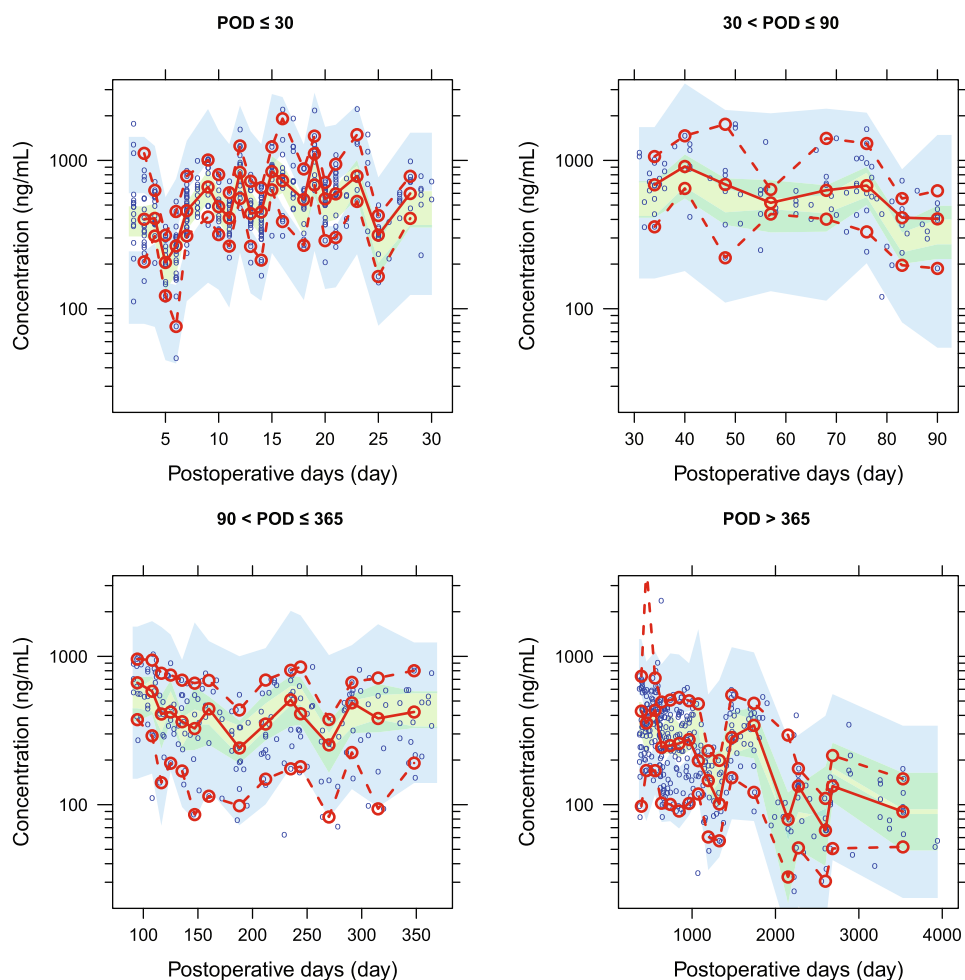 POD ≤ 30
30 < POD ≤ 90
Concentration (ng/mL)
1000
100
5 10 15 20 25 30
Postoperative days (day)
Concentration (ng/mL)
1000
100
30 40 50 60 70 80 90
Postoperative days (day)
90 < POD ≤ 365
POD > 365
Concentration (ng/mL)
1000
100
100 150 200 250 300 350
Postoperative days (day)
Concentration (ng/mL)
1000
100
1000 2000 3000 4000
Postoperative days (day)